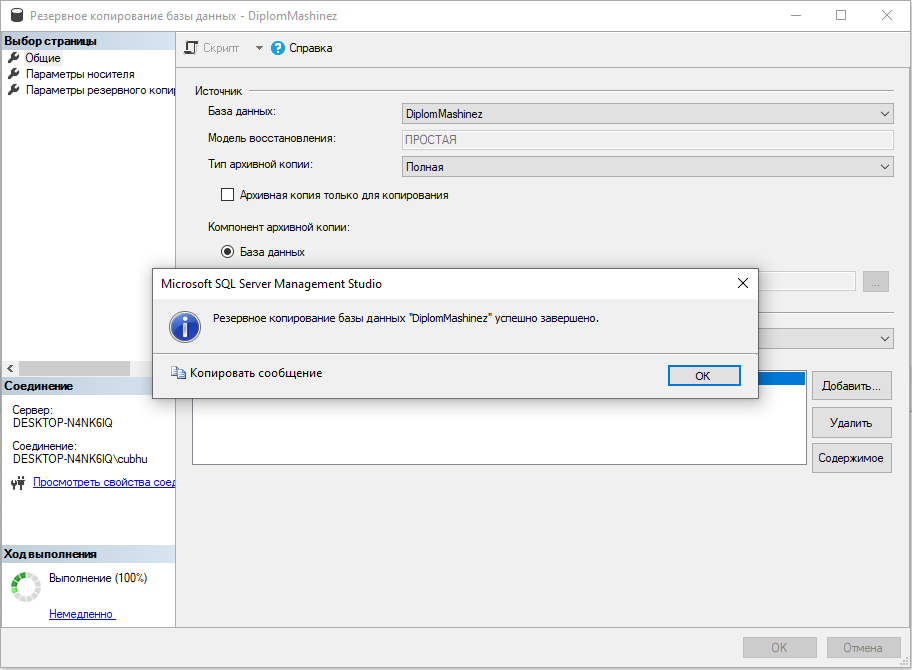 Резервное копирование базы данных - DiplomMashinez
Выбор страницы
Общие
Параметры носителя
Параметры резервного копи
Скрипт
Справка
Источник
База данных:
DiplomMashinez
Модель восстановления:
ПРОСТАЯ
Тип архивной копии:
Полная
Архивная копия только для копирования
Компонент архивной копии:
База данных
...
Microsoft SQL Server Management Studio
Резервное копирование базы данных "DiplomMashinez" успешно завершено.
Копировать сообщение
ОК
Добавить...
Удалить
Содержимое
Соединение
Сервер:
DESKTOP-N4NK6IQ
Соединение:
DESKTOP-N4NK6IQ\cubhu
Просмотреть свойства соед
Ход выполнения
Выполнение (100%)
Немедленно
ОК
Отмена